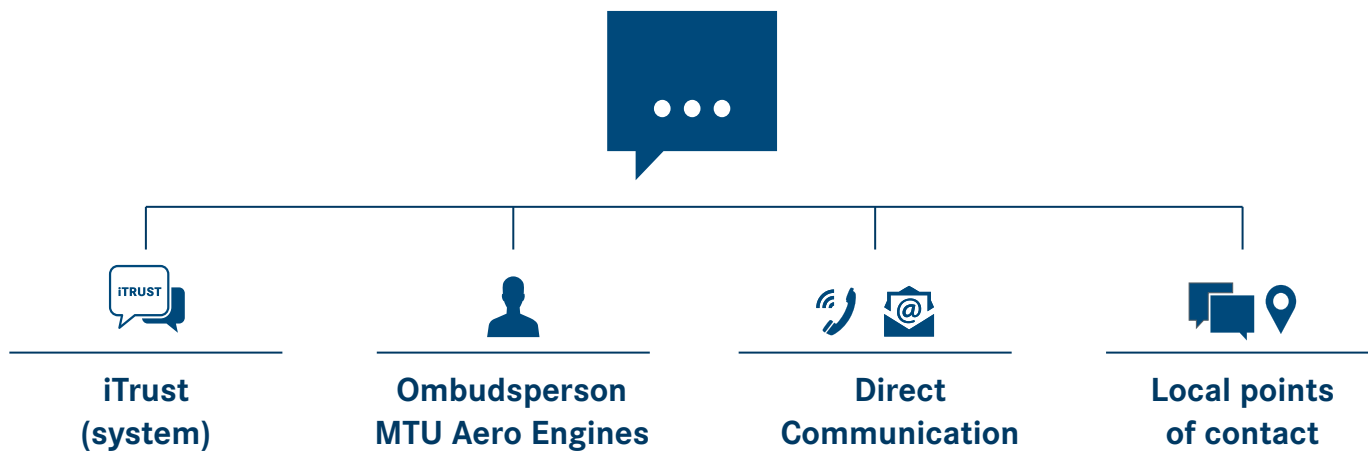 iTRUST
@
iTrust
(system)
Ombudsperson
MTU Aero Engines
Direct
Communication
Local points
of contact